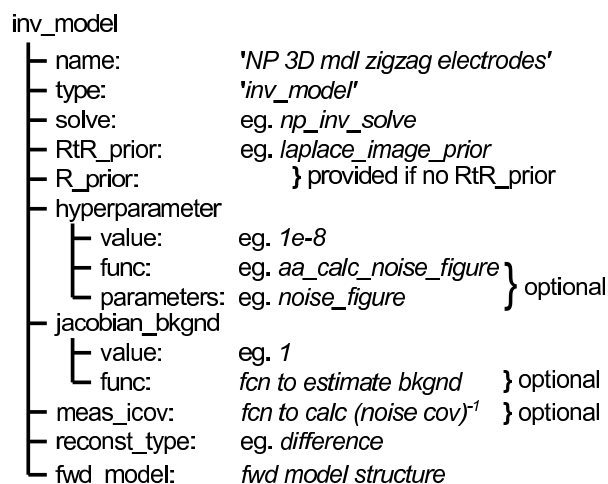 inv_model
name: 'NP 3D mdl zigzag electrodes'
type: 'inv_model'
solve: eg. np_inv_solve
RtR_prior: eg. laplace_image_prior
R_prior: } provided if no RtR_prior
hyperparameter
value: eg. 1e-8
func: eg. aa_calc_noise_figure
parameters: eg. noise_figure } optional
jacobian_bkgnd
value: eg. 1
func: fcn to estimate bkgnd } optional
meas_icov: fcn to calc (noise cov)⁻¹ } optional
reconst_type: eg. difference
fwd_model: fwd model structure